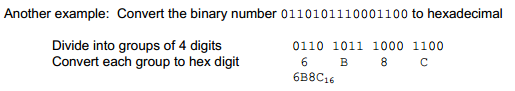 Another example:  Convert the binary number 0110101110001100 to hexadecimal
Divide into groups of 4 digits 0110 1011 1000 1100
Convert each group to hex digit 6 B 8 C
6B8C₁₆